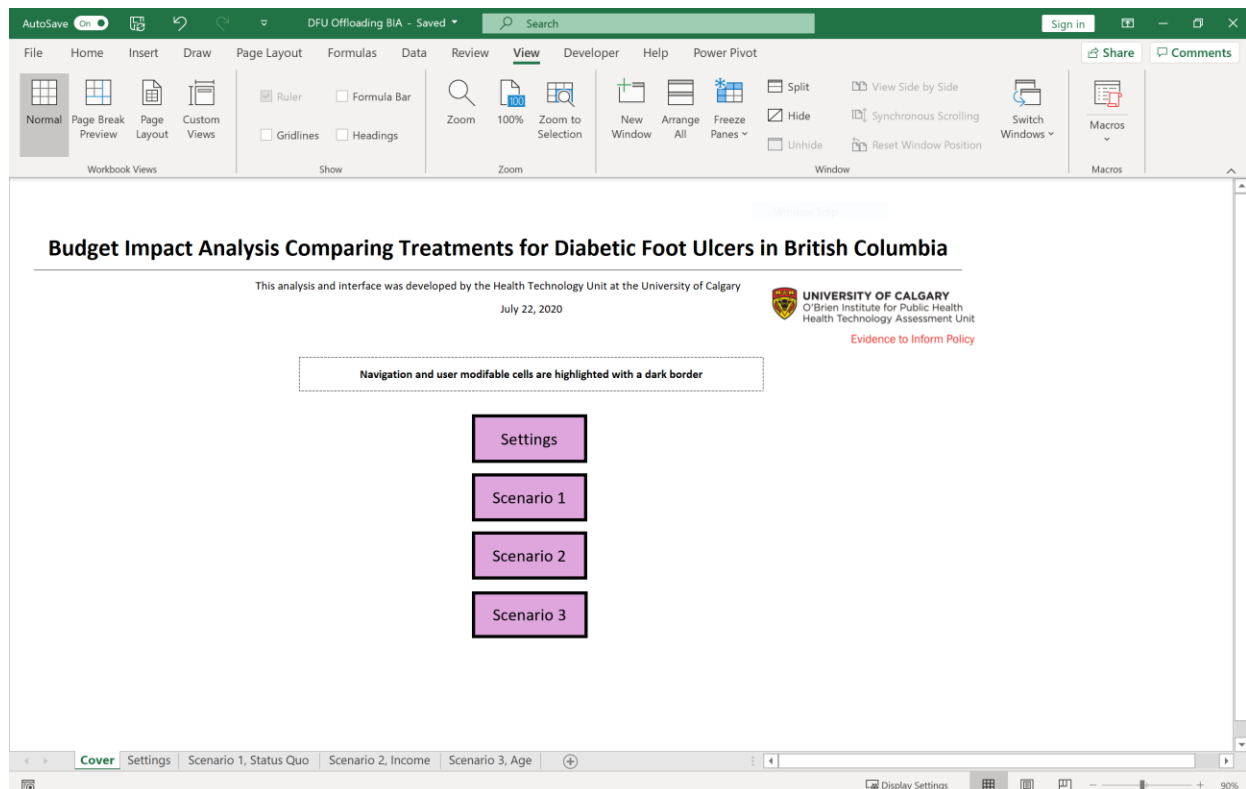 AutoSave On DFU Offloading BIA - Saved Search Sign in
File Home Insert Draw Page Layout Formulas Data Review View Developer Help Power Pivot Share Comments
Normal Page Break Preview Page Layout Custom Views
Workbook Views
Ruler Formula Bar
Gridlines Headings
Show
Zoom 100 100% Zoom to Selection
Zoom
New Window Arrange All Freeze Panes
Split
Hide
Unhide
View Side by Side
Synchronous Scrolling
Reset Window Position
Switch Windows
Window
Macros
Macros
Budget Impact Analysis Comparing Treatments for Diabetic Foot Ulcers in British Columbia
This analysis and interface was developed by the Health Technology Unit at the University of Calgary
July 22, 2020
UNIVERSITY OF CALGARY
O'Brien Institute for Public Health
Health Technology Assessment Unit
Evidence to Inform Policy
Navigation and user modifable cells are highlighted with a dark border
Settings
Scenario 1
Scenario 2
Scenario 3
Cover Settings Scenario 1, Status Quo Scenario 2, Income Scenario 3, Age
Display Settings 90%